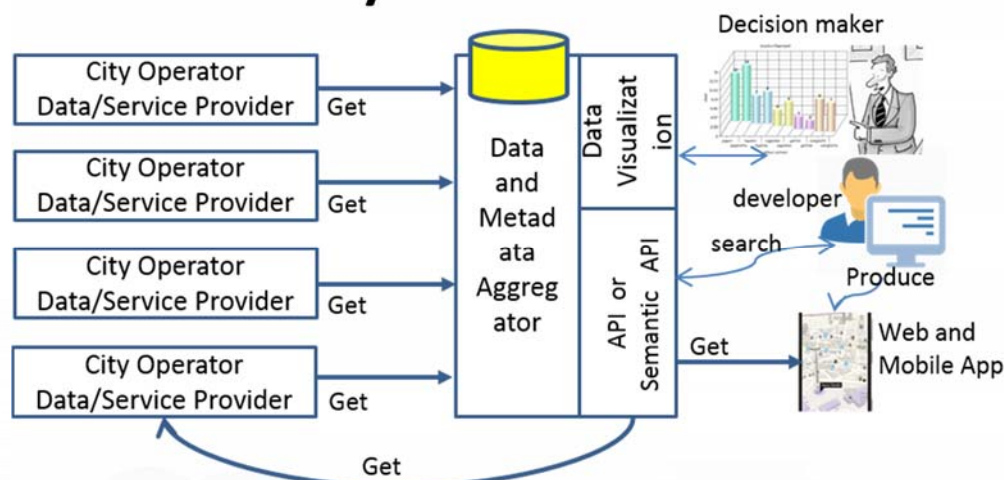 Decision maker
City Operator
Data/Service Provider
Get
City Operator
Data/Service Provider
Get
City Operator
Data/Service Provider
Get
City Operator
Data/Service Provider
Get
Data
and
Metad
ata
Aggreg
ator
Data
Visualizat
ion
API or
Semantic API
developer
search
Produce
Get
Web and
Mobile App
Get